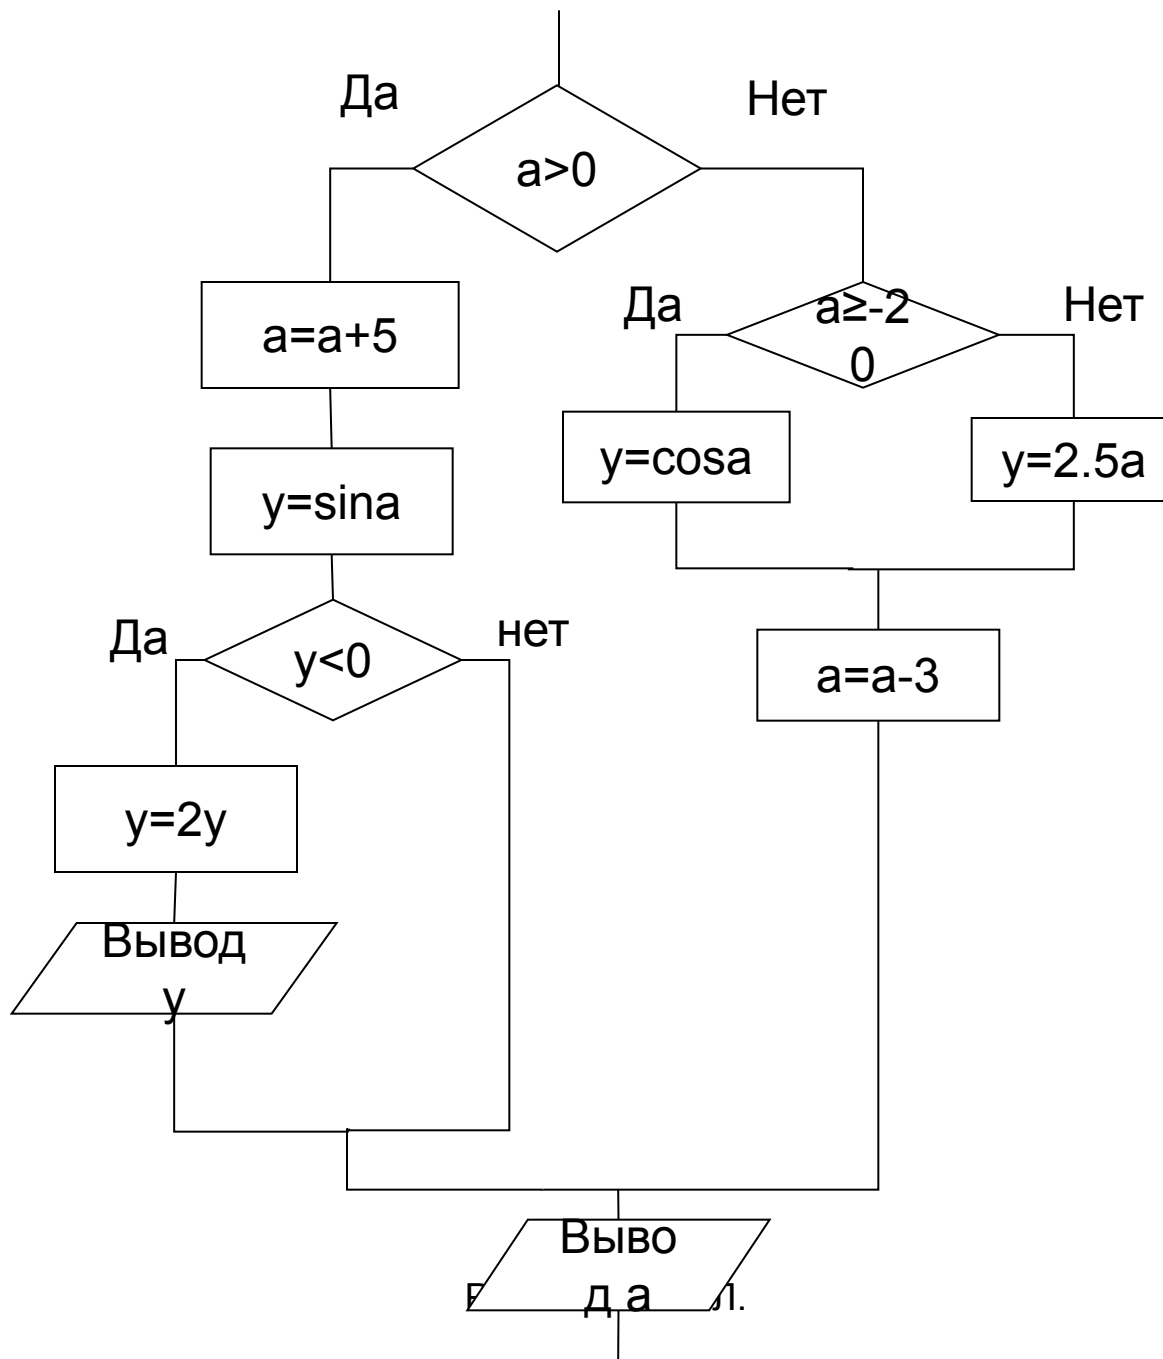 Да
Нет
a>0
a=a+5
Да
a≥-2
0
Нет
y=cosa
y=2.5a
y=sina
Да
y<0
нет
a=a-3
y=2y
Вывод
y
Выво
д a